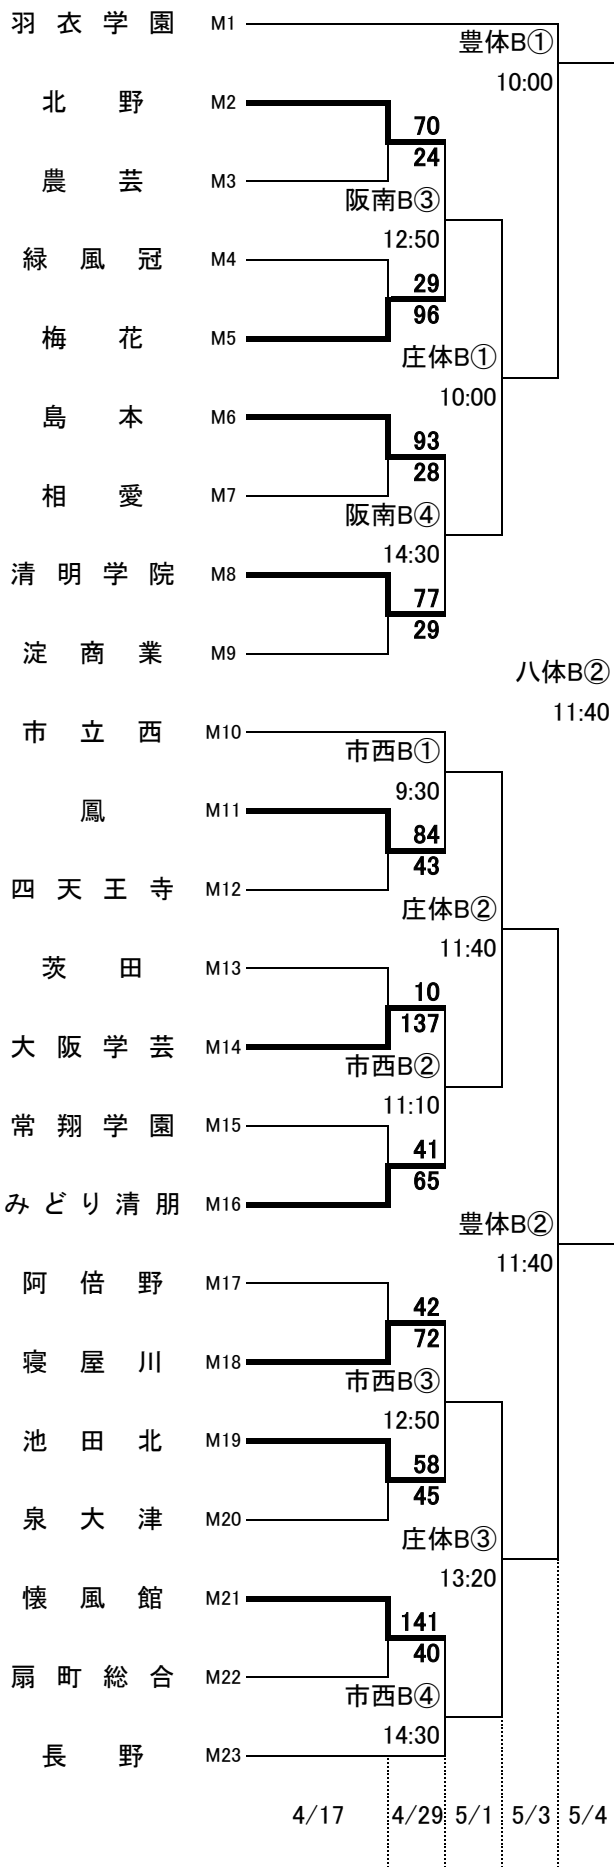 羽衣学園 M1
豊体B①
10:00
北野 M2
70
24
農芸 M3
阪南B③
12:50
緑風冠 M4
29
96
梅花 M5
庄体B①
10:00
島本 M6
93
28
相愛 M7
阪南B④
14:30
清明学院 M8
77
29
淀商業 M9
八体B②
11:40
市立西 M10
市西B①
9:30
鳳 M11
84
43
四天王寺 M12
庄体B②
11:40
茨田 M13
10
137
大阪学芸 M14
市西B②
11:10
常翔学園 M15
41
65
みどり清朋 M16
豊体B②
11:40
阿倍野 M17
42
72
寝屋川 M18
市西B③
12:50
池田北 M19
58
45
泉大津 M20
庄体B③
13:20
懐風館 M21
141
40
扇町総合 M22
市西B④
14:30
長野 M23
4/17 4/29 5/1 5/3 5/4